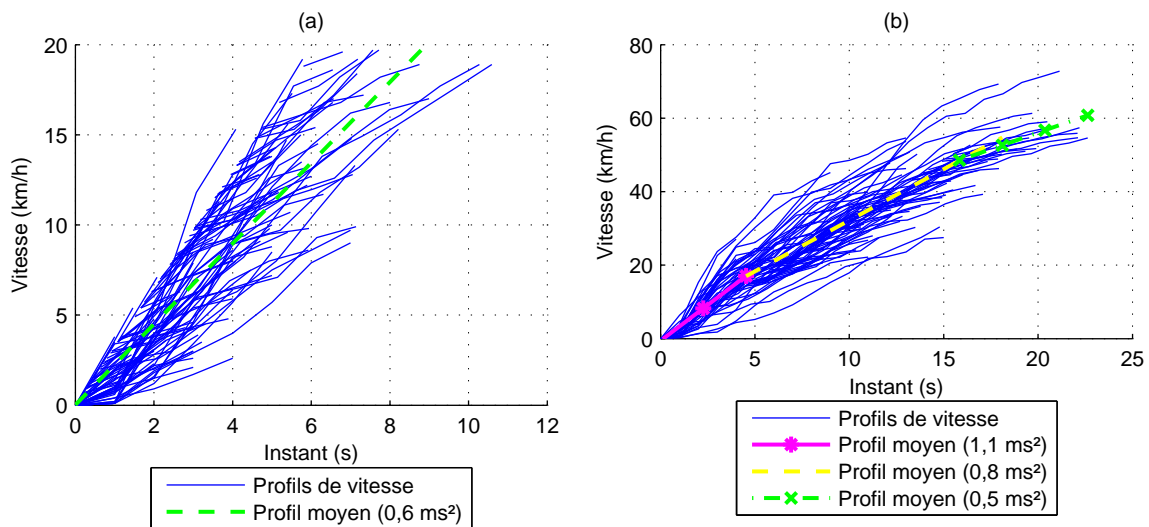 (a)
20
15
10
5
0
Vitesse (km/h)
0 2 4 6 8 10 12
Instant (s)
Profils de vitesse
Profil moyen (0,6 ms²)
(b)
80
60
40
20
0
Vitesse (km/h)
0 5 10 15 20 25
Instant (s)
Profils de vitesse
Profil moyen (1,1 ms²)
Profil moyen (0,8 ms²)
Profil moyen (0,5 ms²)